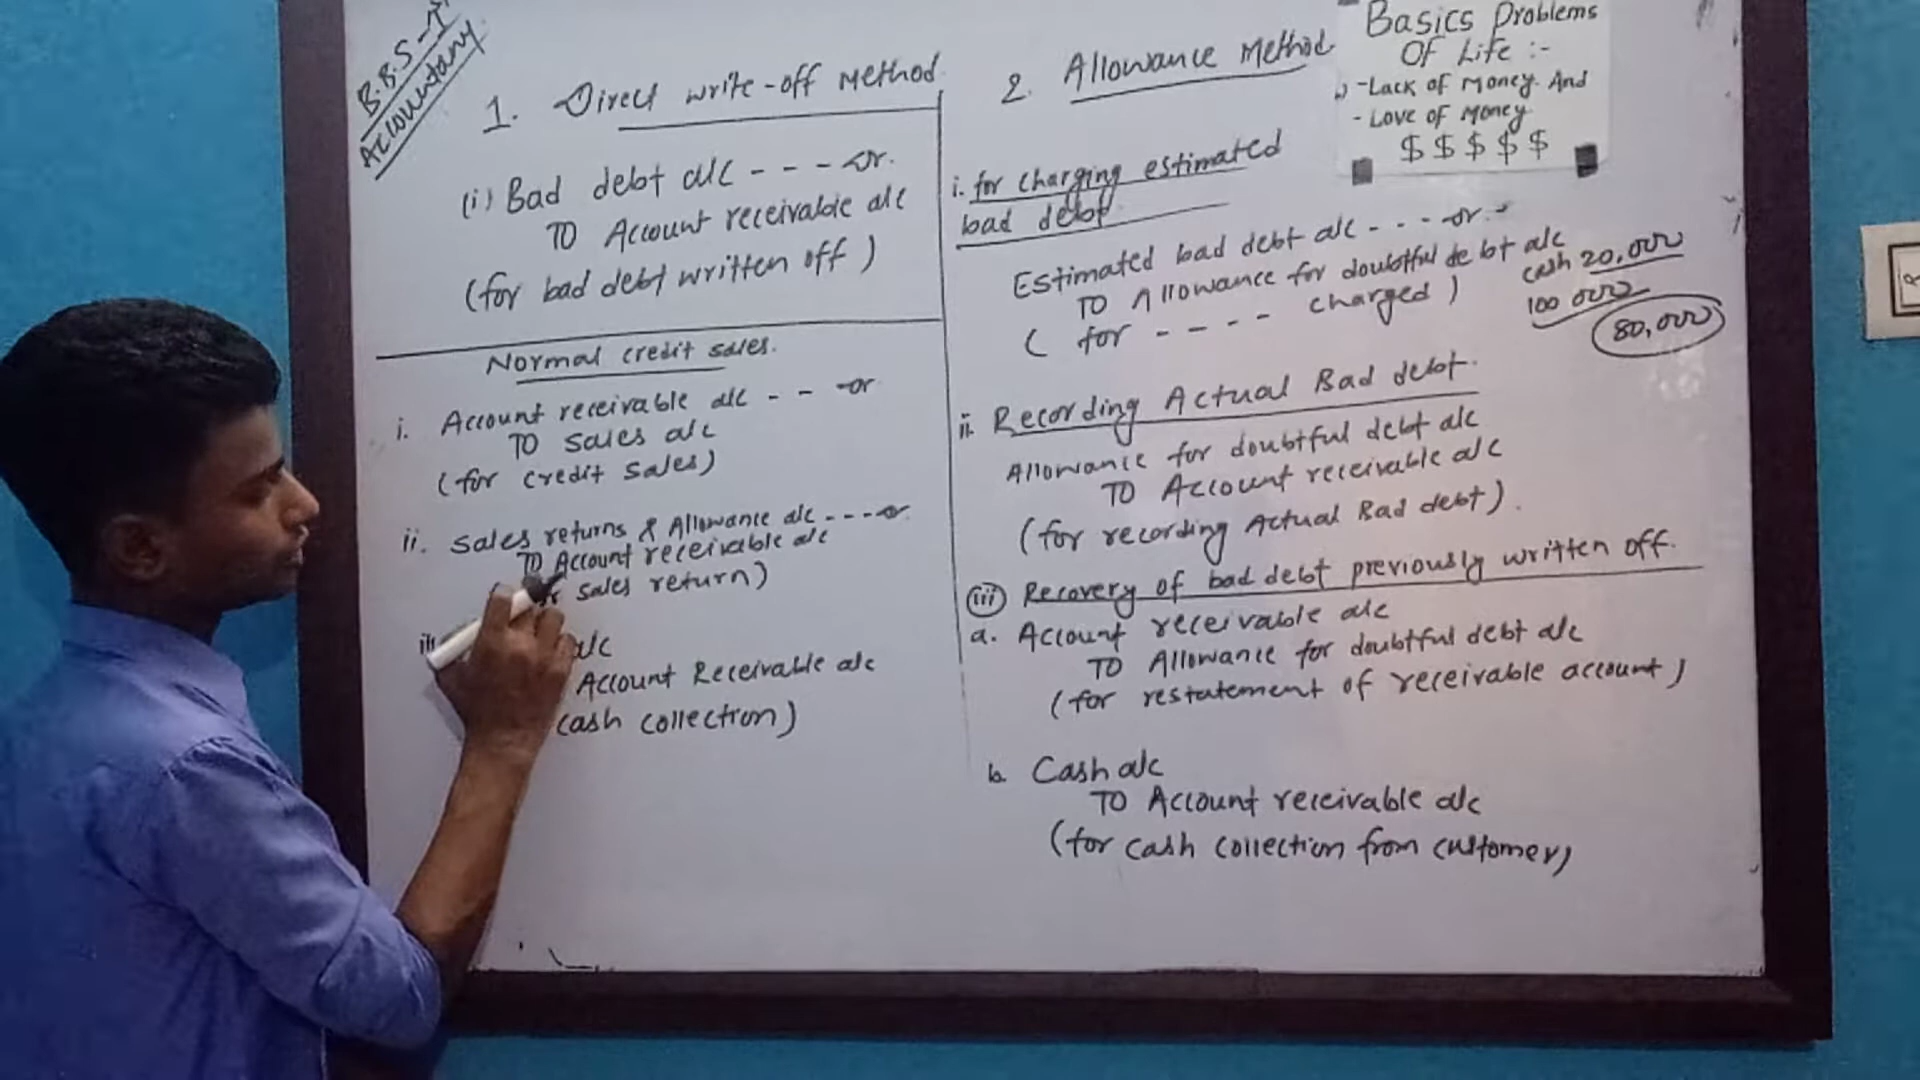 B.B.S-1st
Accountany
1. Direct write-off Method
(i) Bad debt a/c - - - Dr.
TO Account receivable a/c
(for bad debt written off)
Normal credit sales.
i. Account receivable a/c - - Dr
TO Sales a/c
(for credit sales)
ii. Sales returns & Allowance a/c - - - Dr
TO Account receivable a/c
sales return)
iii
a/c
Account Receivable a/c
cash collection)
2. Allowance Method
i. for charging estimated
bad debt.
Estimated bad debt a/c - - - Dr. -
TO Allowance for doubtful debt a/c
( for - - - - charged )
cash 20,000
100 000
80,000
ii. Recording Actual Bad debt.
Allowance for doubtful debt a/c
TO Account receivable a/c
(for recording Actual Bad debt).
iii Recovery of bad debt previously written off.
a. Account receivable a/c
TO Allowance for doubtful debt a/c
(for restatement of receivable account)
b. Cash a/c
TO Account receivable a/c
(for cash collection from customer)
Basics Problems
OF Life :-
- Lack of money. And
- Love of Money
$ $ $ $ $